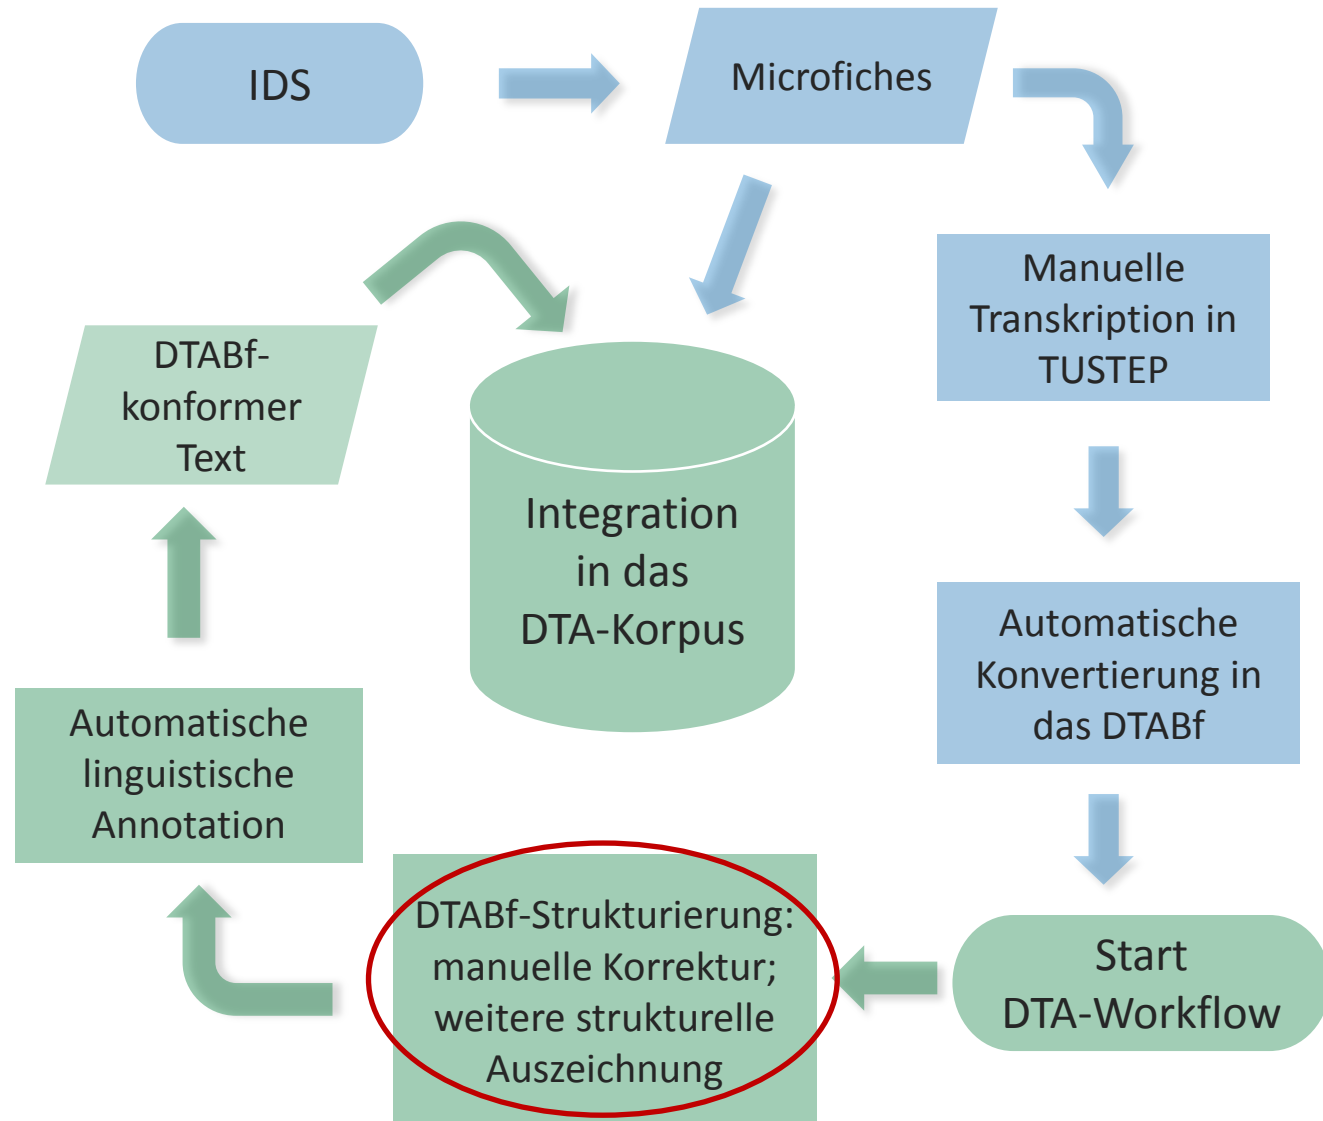 IDS
Microfiches
Manuelle
Transkription in
TUSTEP
Automatische
Konvertierung in
das DTABf
Start
DTA-Workflow
DTABf-Strukturierung:
manuelle Korrektur;
weitere strukturelle
Auszeichnung
Automatische
linguistische
Annotation
DTABf-
konformer
Text
Integration
in das
DTA-Korpus